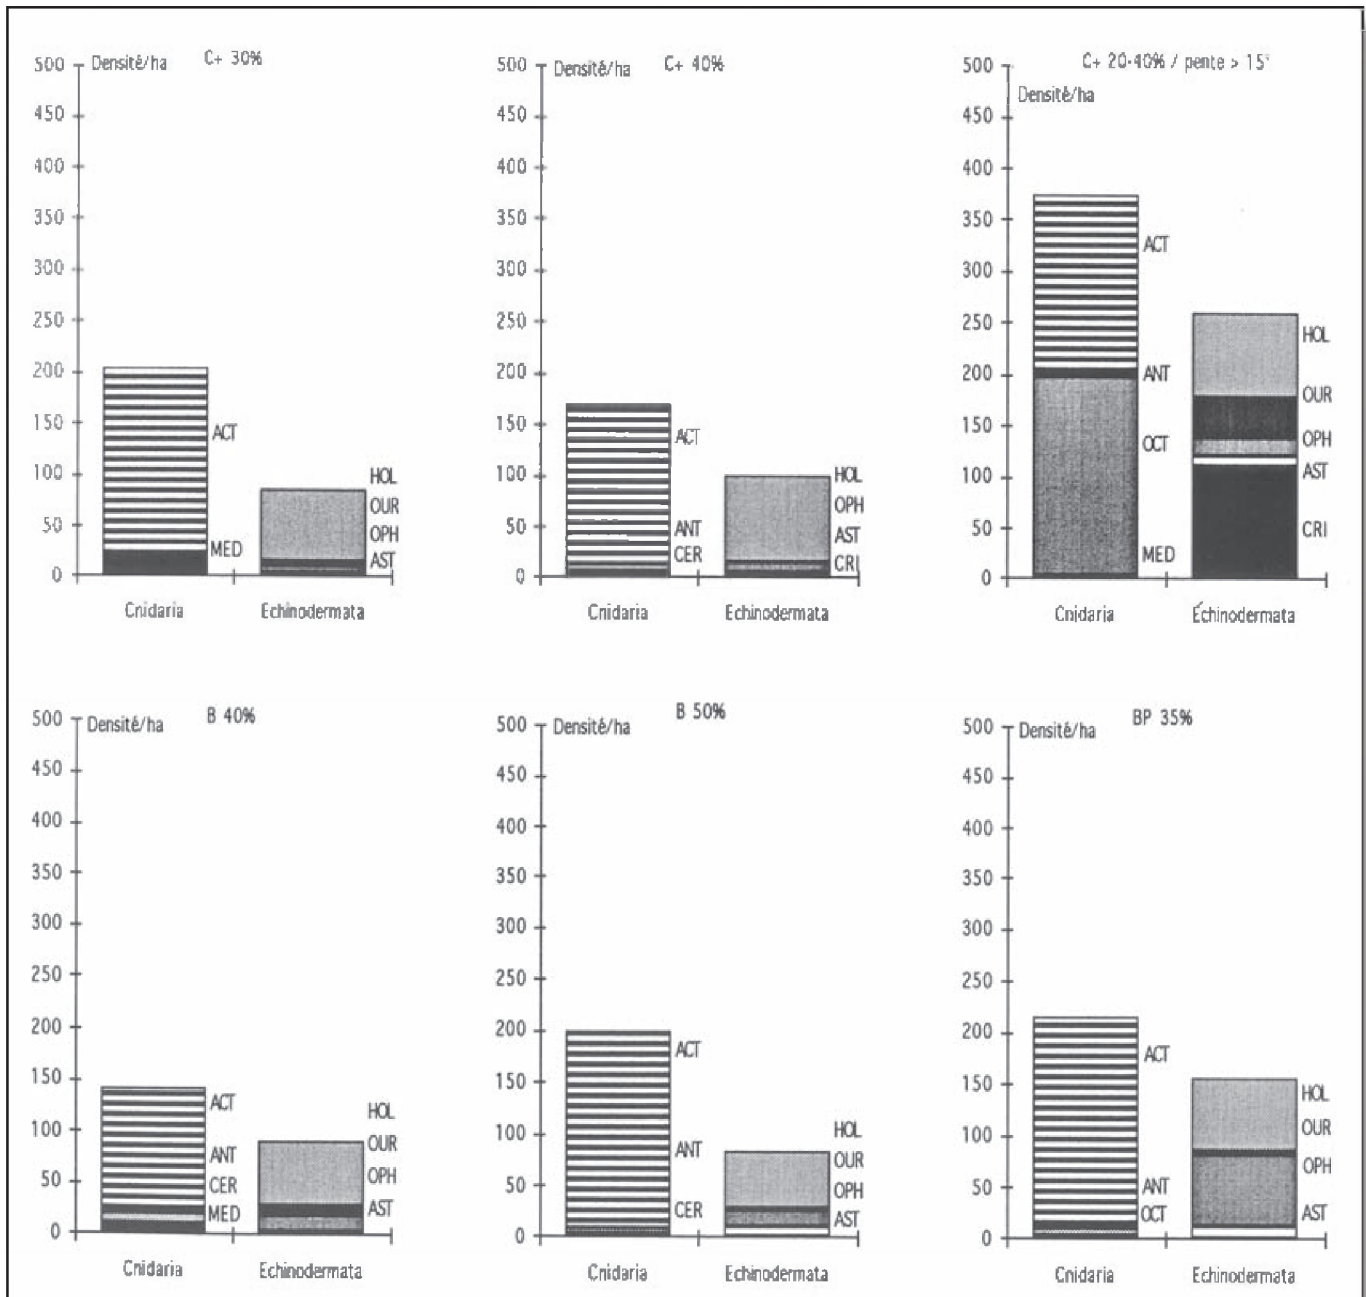 C+ 30%
Densité/ha
500
450
400
350
300
250
200
150
100
50
0
ACT
MED
HOL
OUR
OPH
AST
Cnidaria Echinodermata
C+ 40%
Densité/ha
500
450
400
350
300
250
200
150
100
50
0
ACT
ANT
CER
HOL
OPH
AST
CRI
Cnidaria Echinodermata
C+ 20-40% / pente > 15°
Densité/ha
500
450
400
350
300
250
200
150
100
50
0
ACT
ANT
OCT
MED
HOL
OUR
OPH
AST
CRI
Cnidaria Échinodermata
B 40%
Densité/ha
500
450
400
350
300
250
200
150
100
50
0
ACT
ANT
CER
MED
HOL
OUR
OPH
AST
Cnidaria Echinodermata
B 50%
Densité/ha
500
450
400
350
300
250
200
150
100
50
0
ACT
ANT
CER
HOL
OUR
OPH
AST
Cnidaria Echinodermata
BP 35%
Densité/ha
500
450
400
350
300
250
200
150
100
50
0
ACT
ANT
OCT
HOL
OUR
OPH
AST
Cnidaria Echinodermata